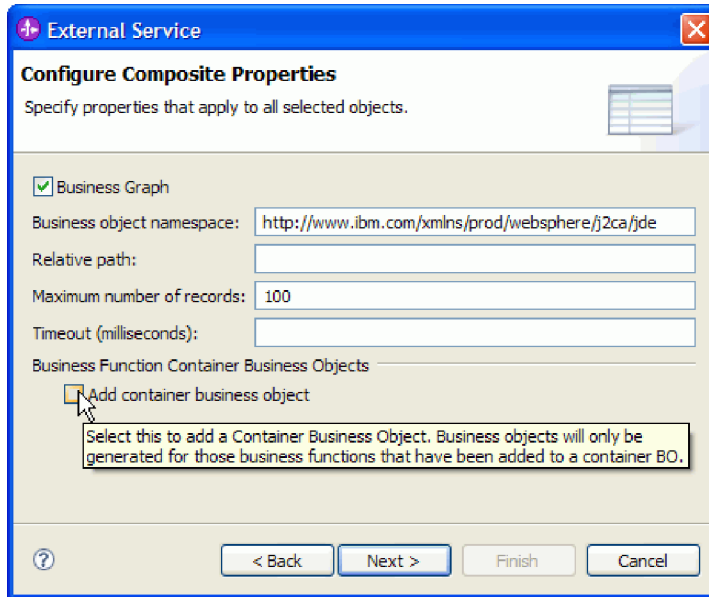 External Service
Configure Composite Properties
Specify properties that apply to all selected objects.
Business Graph
Business object namespace: http://www.ibm.com/xmlns/prod/websphere/j2ca/jde
Relative path:
Maximum number of records: 100
Timeout (milliseconds):
Business Function Container Business Objects
Add container business object
Select this to add a Container Business Object. Business objects will only be
generated for those business functions that have been added to a container BO.
? < Back Next > Finish Cancel